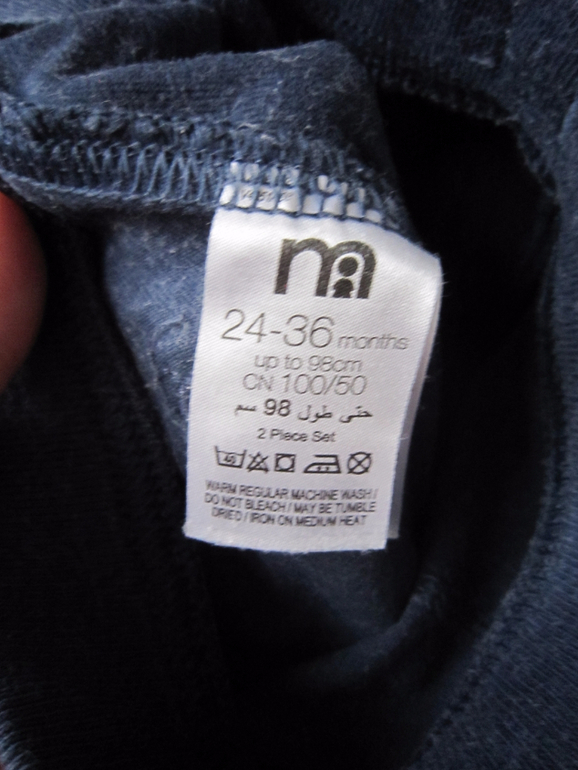 m
24-36 months
up to 98cm
CN 100/50
حتى طول 98 سم
2 Piece Set
40
WARM REGULAR MACHINE WASH /
DO NOT BLEACH / MAY BE TUMBLE
DRIED / IRON ON MEDIUM HEAT